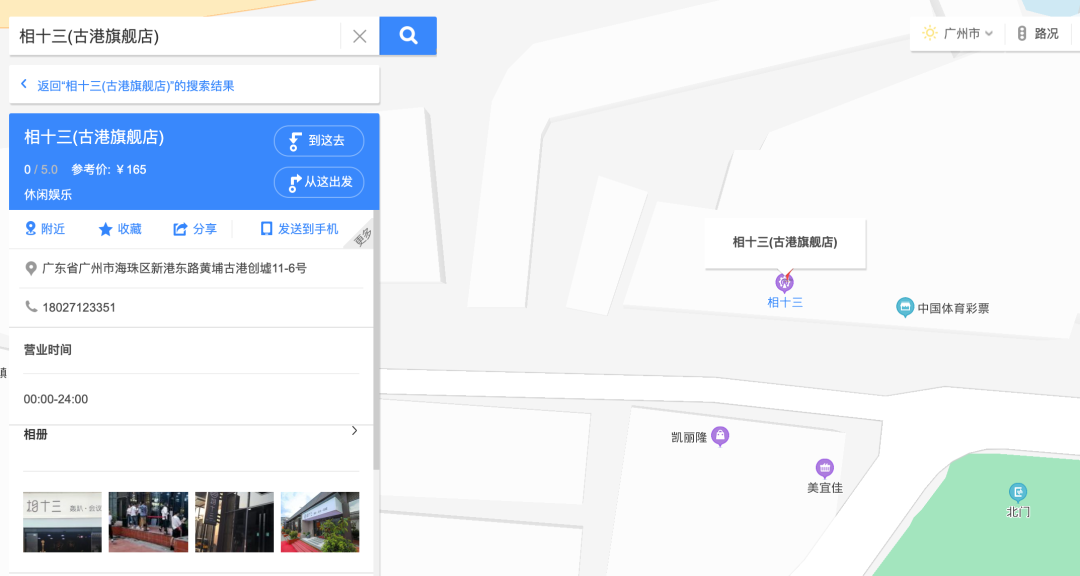 相十三(古港旗舰店)
广州市
路况
返回“相十三(古港旗舰店)”的搜索结果
相十三(古港旗舰店)
到这去
0 / 5.0 参考价: ¥165
从这出发
休闲娱乐
附近
收藏
分享
发送到手机
更多
广东省广州市海珠区新港东路黄埔古港创墟11-6号
18027123351
营业时间
00:00-24:00
相册
相十三
轰趴·会议
相十三(古港旗舰店)
相十三
中国体育彩票
凯丽隆
美宜佳
北门